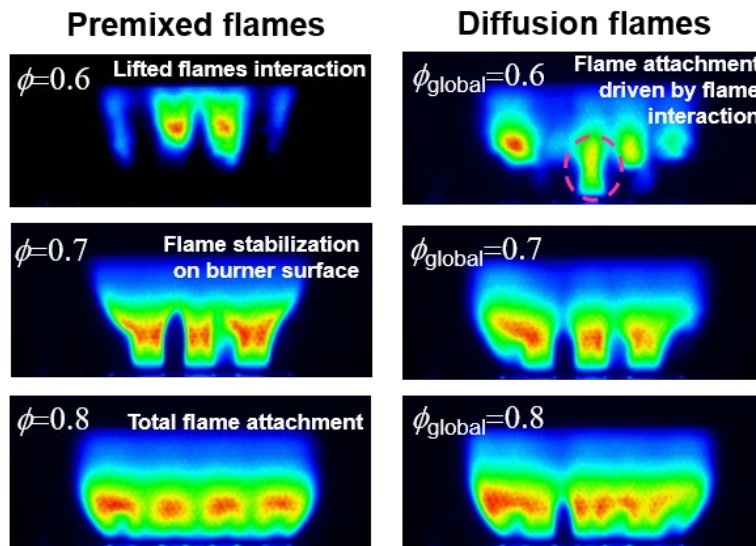 Premixed flames
Diffusion flames
ϕ=0.6
Lifted flames interaction
ϕglobal=0.6
Flame attachment
driven by flame
interaction
ϕ=0.7
Flame stabilization
on burner surface
ϕglobal=0.7
ϕ=0.8
Total flame attachment
ϕglobal=0.8